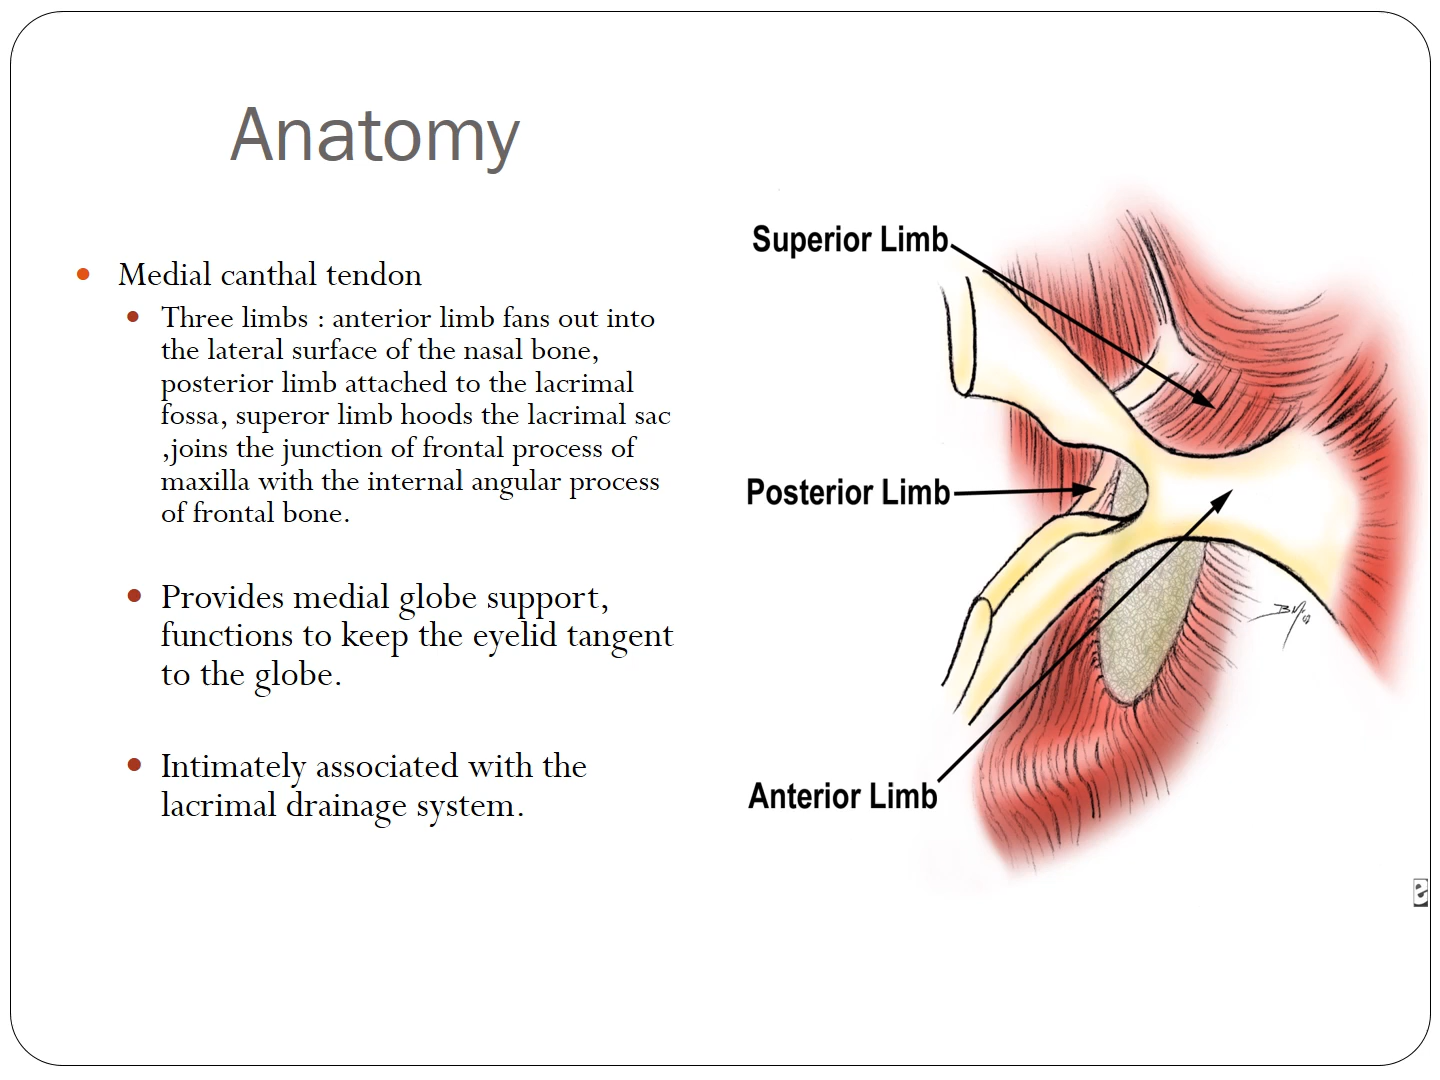 Anatomy
Medial canthal tendon
Three limbs : anterior limb fans out into
the lateral surface of the nasal bone,
posterior limb attached to the lacrimal
fossa, superor limb hoods the lacrimal sac
,joins the junction of frontal process of
maxilla with the internal angular process
of frontal bone.
Provides medial globe support,
functions to keep the eyelid tangent
to the globe.
Intimately associated with the
lacrimal drainage system.
Superior Limb
Posterior Limb
Anterior Limb
e